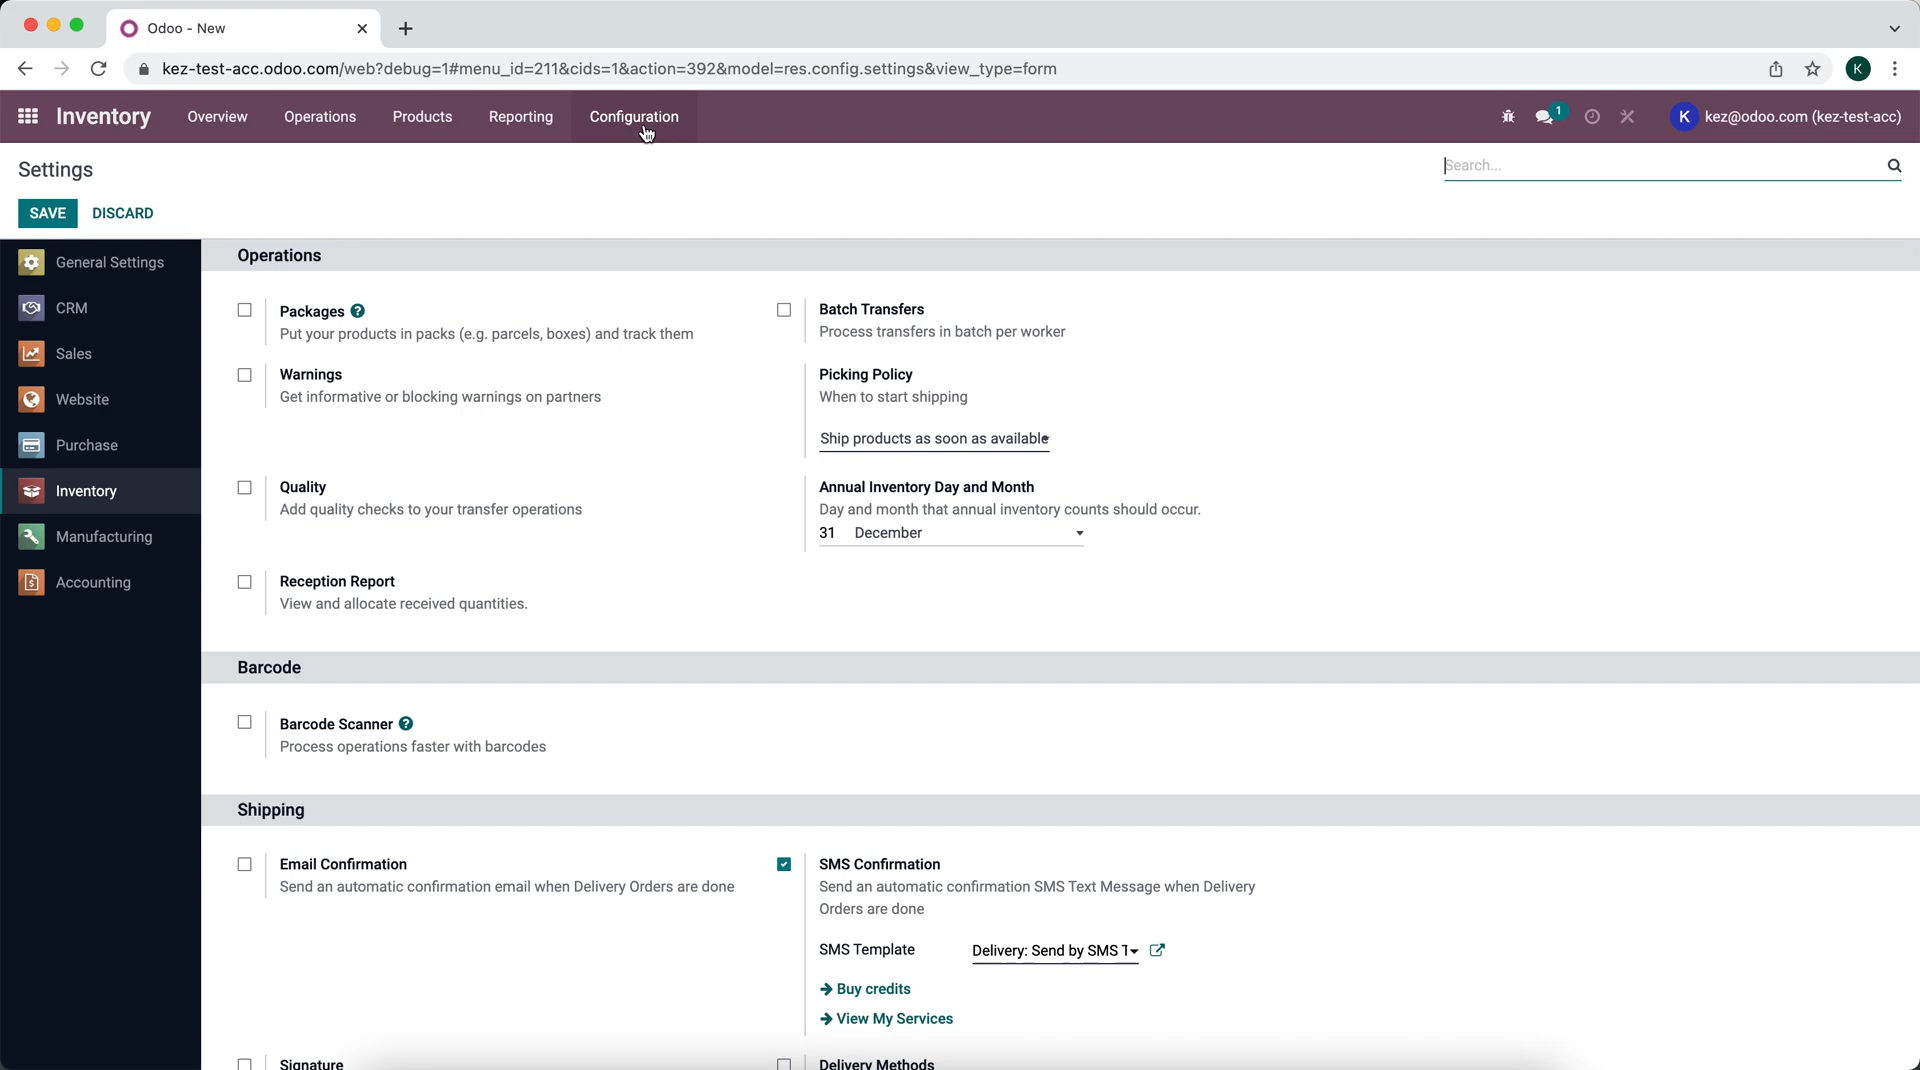 Odoo - New
kez-test-acc.odoo.com/web?debug=1#menu_id=211&cids=1&action=392&model=res.config.settings&view_type=form
K
Inventory Overview Operations Products Reporting Configuration 1 K kez@odoo.com (kez-test-acc)
Settings
Search...
SAVE DISCARD
General Settings
CRM
Sales
Website
Purchase
Inventory
Manufacturing
Accounting
Operations
Packages ?
Put your products in packs (e.g. parcels, boxes) and track them
Batch Transfers
Process transfers in batch per worker
Warnings
Get informative or blocking warnings on partners
Picking Policy
When to start shipping
Ship products as soon as available
Quality
Add quality checks to your transfer operations
Annual Inventory Day and Month
Day and month that annual inventory counts should occur.
31 December
Reception Report
View and allocate received quantities.
Barcode
Barcode Scanner ?
Process operations faster with barcodes
Shipping
Email Confirmation
Send an automatic confirmation email when Delivery Orders are done
SMS Confirmation
Send an automatic confirmation SMS Text Message when Delivery
Orders are done
SMS Template Delivery: Send by SMS T
Buy credits
View My Services
Signature
Delivery Methods